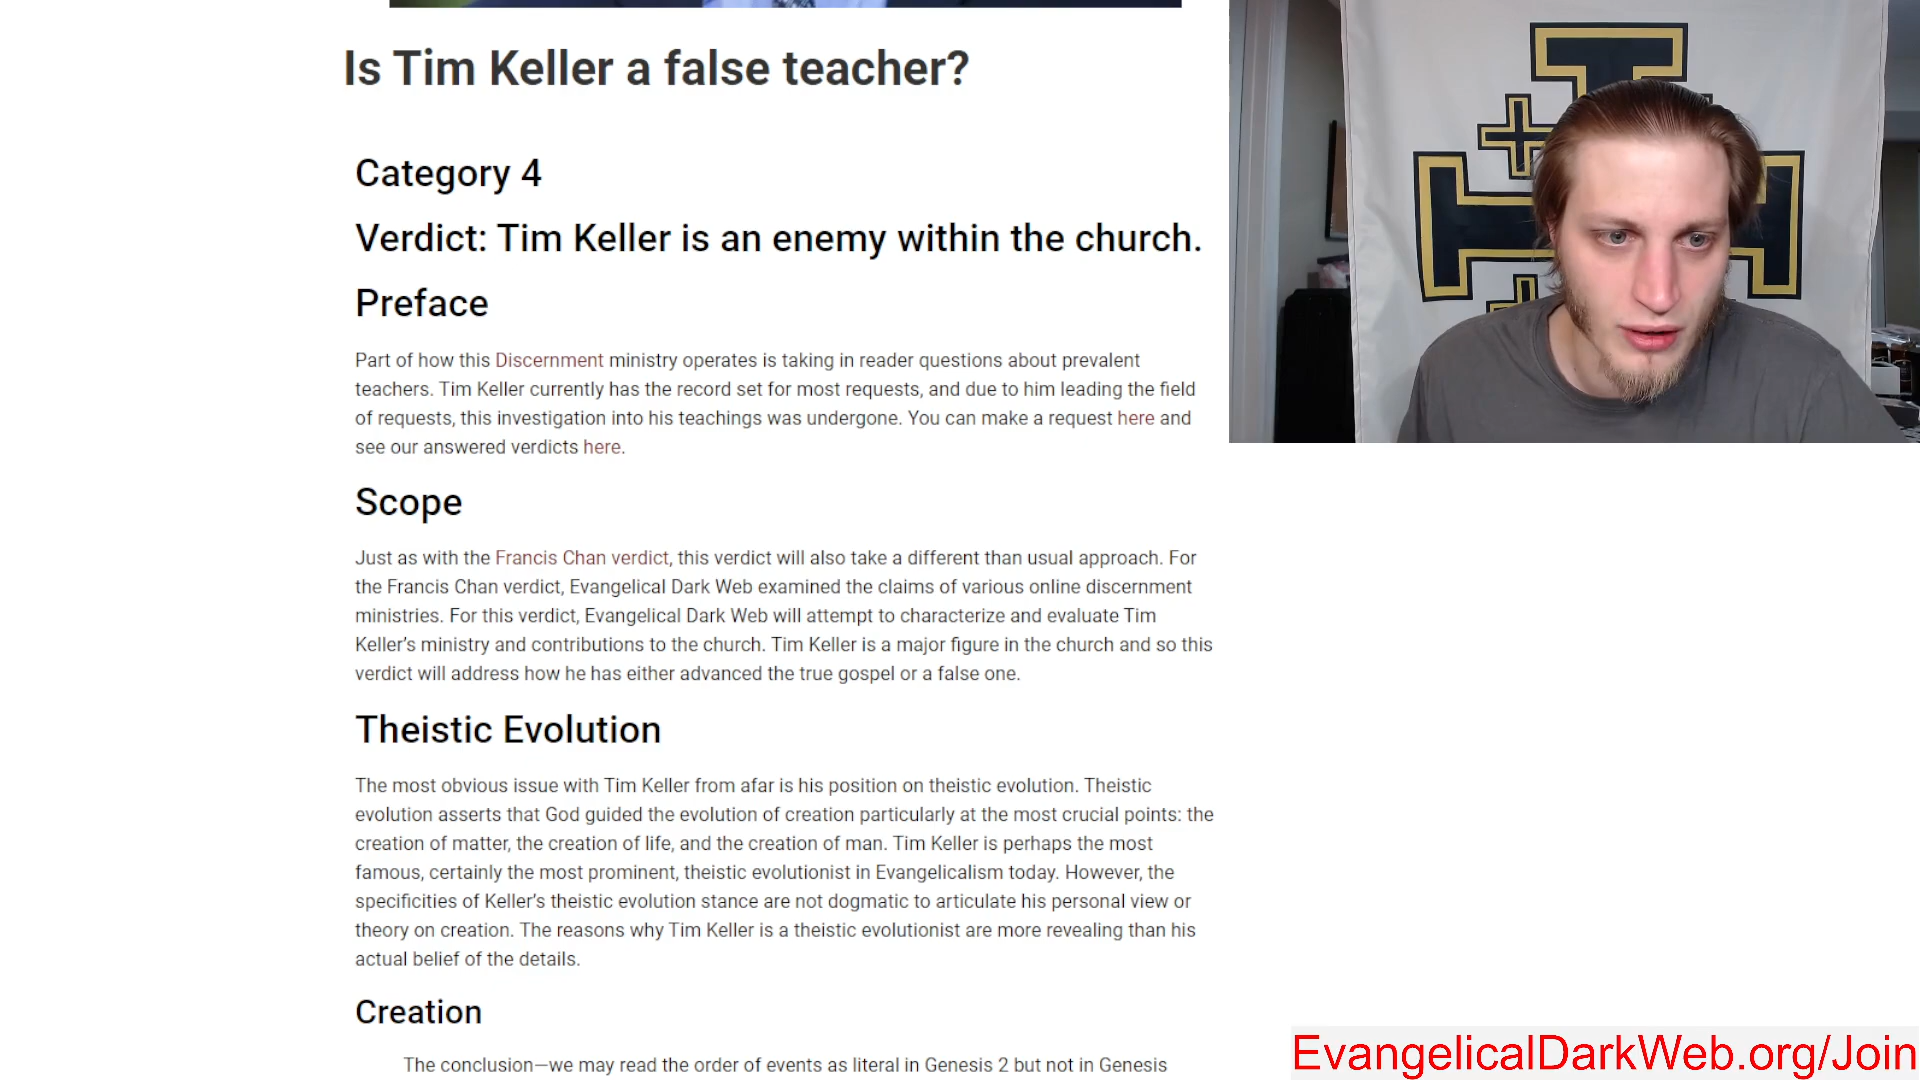 Is Tim Keller a false teacher?
Category 4
Verdict: Tim Keller is an enemy within the church.
Preface
Part of how this Discernment ministry operates is taking in reader questions about prevalent
teachers. Tim Keller currently has the record set for most requests, and due to him leading the field
of requests, this investigation into his teachings was undergone. You can make a request here and
see our answered verdicts here.
Scope
Just as with the Francis Chan verdict, this verdict will also take a different than usual approach. For
the Francis Chan verdict, Evangelical Dark Web examined the claims of various online discernment
ministries. For this verdict, Evangelical Dark Web will attempt to characterize and evaluate Tim
Keller’s ministry and contributions to the church. Tim Keller is a major figure in the church and so this
verdict will address how he has either advanced the true gospel or a false one.
Theistic Evolution
The most obvious issue with Tim Keller from afar is his position on theistic evolution. Theistic
evolution asserts that God guided the evolution of creation particularly at the most crucial points: the
creation of matter, the creation of life, and the creation of man. Tim Keller is perhaps the most
famous, certainly the most prominent, theistic evolutionist in Evangelicalism today. However, the
specificities of Keller’s theistic evolution stance are not dogmatic to articulate his personal view or
theory on creation. The reasons why Tim Keller is a theistic evolutionist are more revealing than his
actual belief of the details.
Creation
The conclusion—we may read the order of events as literal in Genesis 2 but not in Genesis
EvangelicalDarkWeb.org/Join